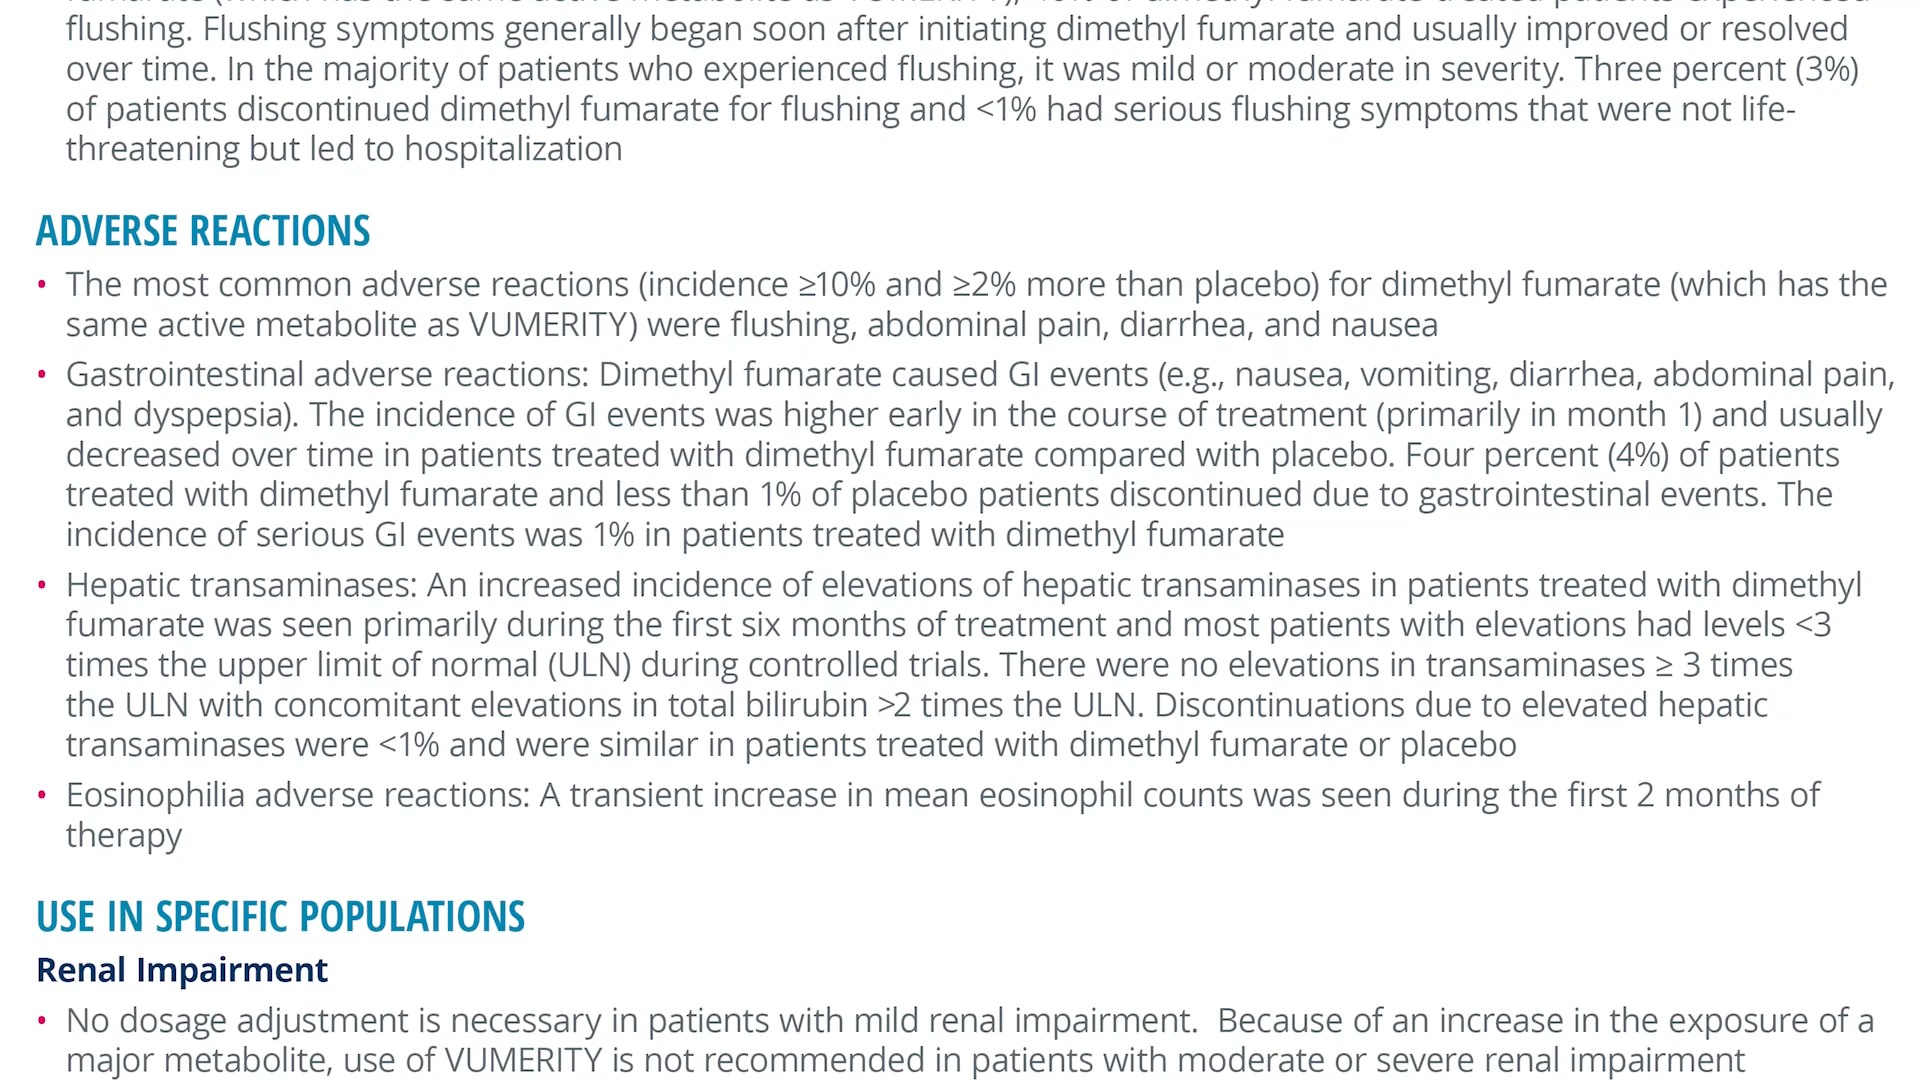 flushing. Flushing symptoms generally began soon after initiating dimethyl fumarate and usually improved or resolved
over time. In the majority of patients who experienced flushing, it was mild or moderate in severity. Three percent (3%)
of patients discontinued dimethyl fumarate for flushing and <1% had serious flushing symptoms that were not life-
threatening but led to hospitalization
ADVERSE REACTIONS
• The most common adverse reactions (incidence ≥10% and ≥2% more than placebo) for dimethyl fumarate (which has the
same active metabolite as VUMERITY) were flushing, abdominal pain, diarrhea, and nausea
• Gastrointestinal adverse reactions: Dimethyl fumarate caused GI events (e.g., nausea, vomiting, diarrhea, abdominal pain,
and dyspepsia). The incidence of GI events was higher early in the course of treatment (primarily in month 1) and usually
decreased over time in patients treated with dimethyl fumarate compared with placebo. Four percent (4%) of patients
treated with dimethyl fumarate and less than 1% of placebo patients discontinued due to gastrointestinal events. The
incidence of serious GI events was 1% in patients treated with dimethyl fumarate
• Hepatic transaminases: An increased incidence of elevations of hepatic transaminases in patients treated with dimethyl
fumarate was seen primarily during the first six months of treatment and most patients with elevations had levels <3
times the upper limit of normal (ULN) during controlled trials. There were no elevations in transaminases ≥ 3 times
the ULN with concomitant elevations in total bilirubin >2 times the ULN. Discontinuations due to elevated hepatic
transaminases were <1% and were similar in patients treated with dimethyl fumarate or placebo
• Eosinophilia adverse reactions: A transient increase in mean eosinophil counts was seen during the first 2 months of
therapy
USE IN SPECIFIC POPULATIONS
Renal Impairment
• No dosage adjustment is necessary in patients with mild renal impairment.  Because of an increase in the exposure of a
major metabolite, use of VUMERITY is not recommended in patients with moderate or severe renal impairment